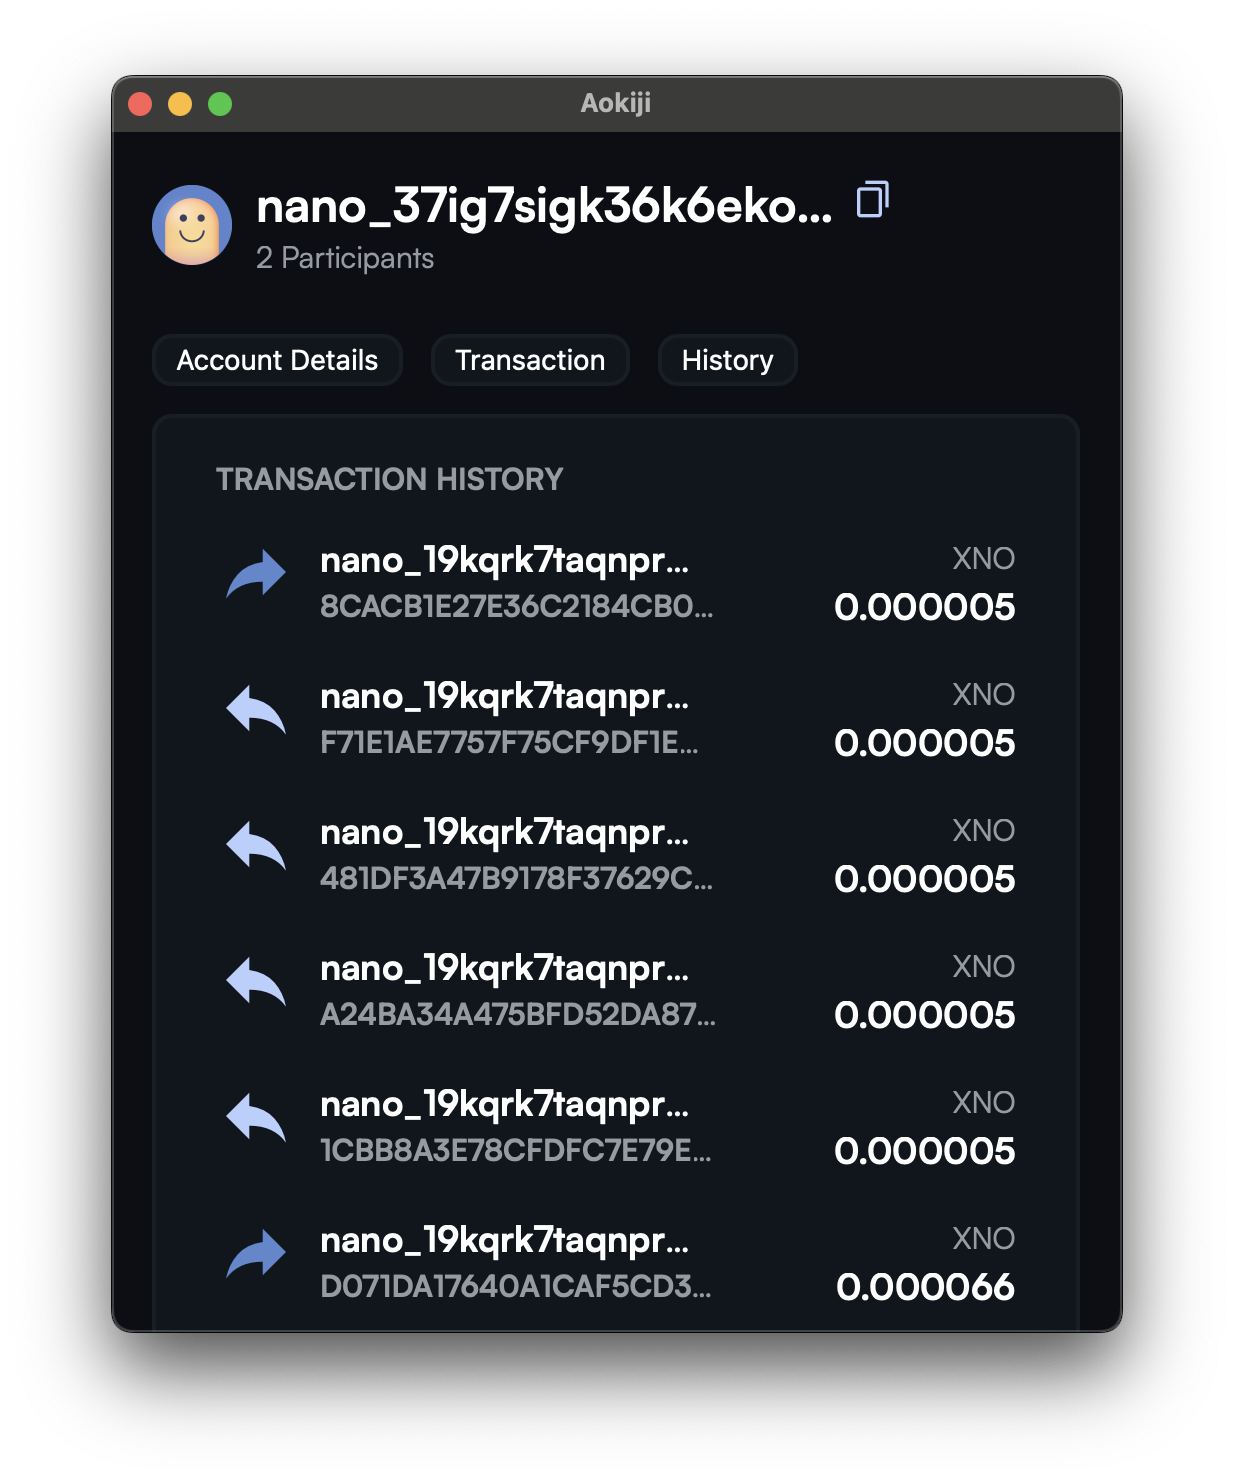 Aokiji
nano_37ig7sigk36k6eko...
2 Participants
Account Details
Transaction
History
TRANSACTION HISTORY
nano_19kqrk7taqnpr...
XNO
8CACB1E27E36C2184CB0...
0.000005
nano_19kqrk7taqnpr...
XNO
F71E1AE7757F75CF9DF1E...
0.000005
nano_19kqrk7taqnpr...
XNO
481DF3A47B9178F37629C...
0.000005
nano_19kqrk7taqnpr...
XNO
A24BA34A475BFD52DA87...
0.000005
nano_19kqrk7taqnpr...
XNO
1CBB8A3E78CFDFC7E79E...
0.000005
nano_19kqrk7taqnpr...
XNO
D071DA17640A1CAF5CD3...
0.000066